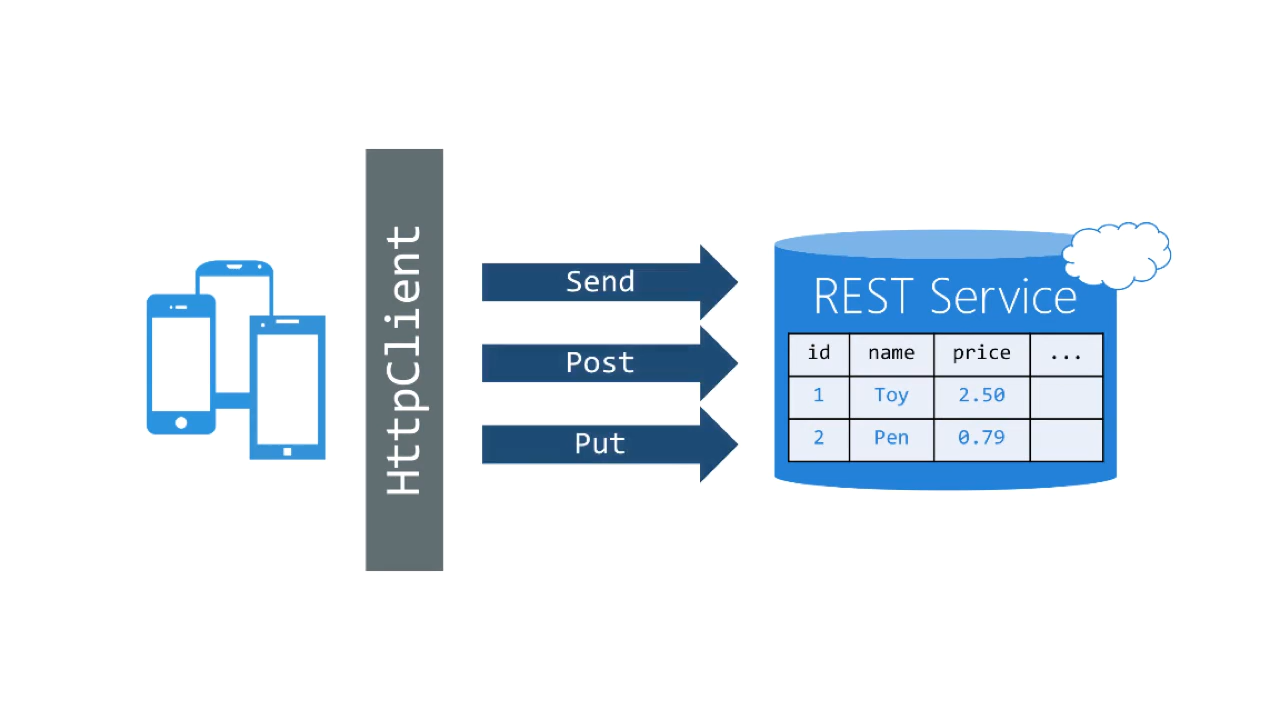 HttpClient
Send
Post
Put
REST Service
id name price ...
1 Toy 2.50
2 Pen 0.79